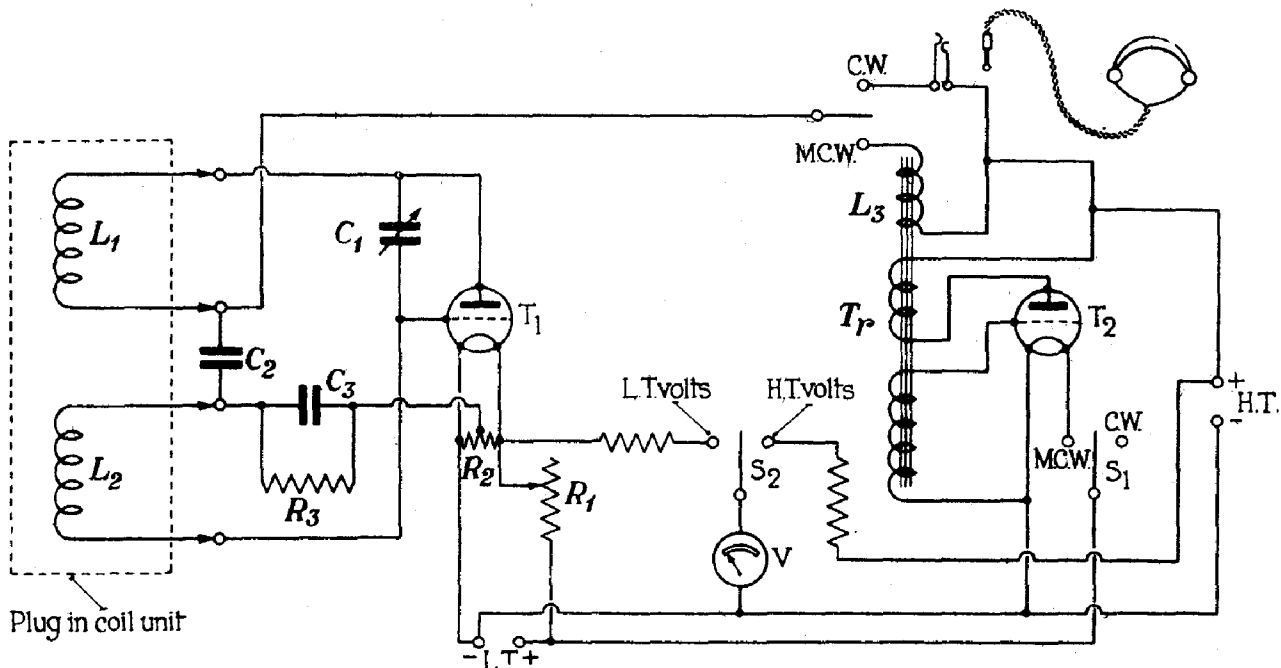 C.W.
M.C.W.
L₁
C₁
L₃
T₁
Tᵣ
T₂
C₂
C₃
L.T.volts
H.T.volts
+
H.T.
-
C.W.
M.C.W.
S₁
L₂
R₂
R₃
R₁
S₂
V
Plug in coil unit
- L.T +